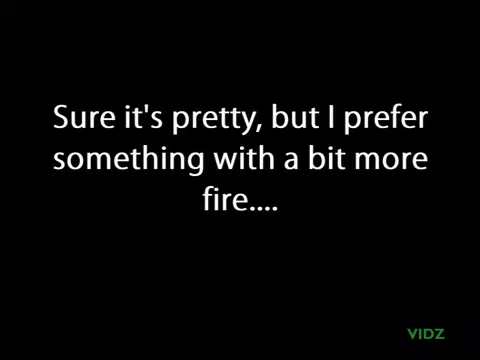 Sure it's pretty, but I prefer
something with a bit more
fire....
VIDZ